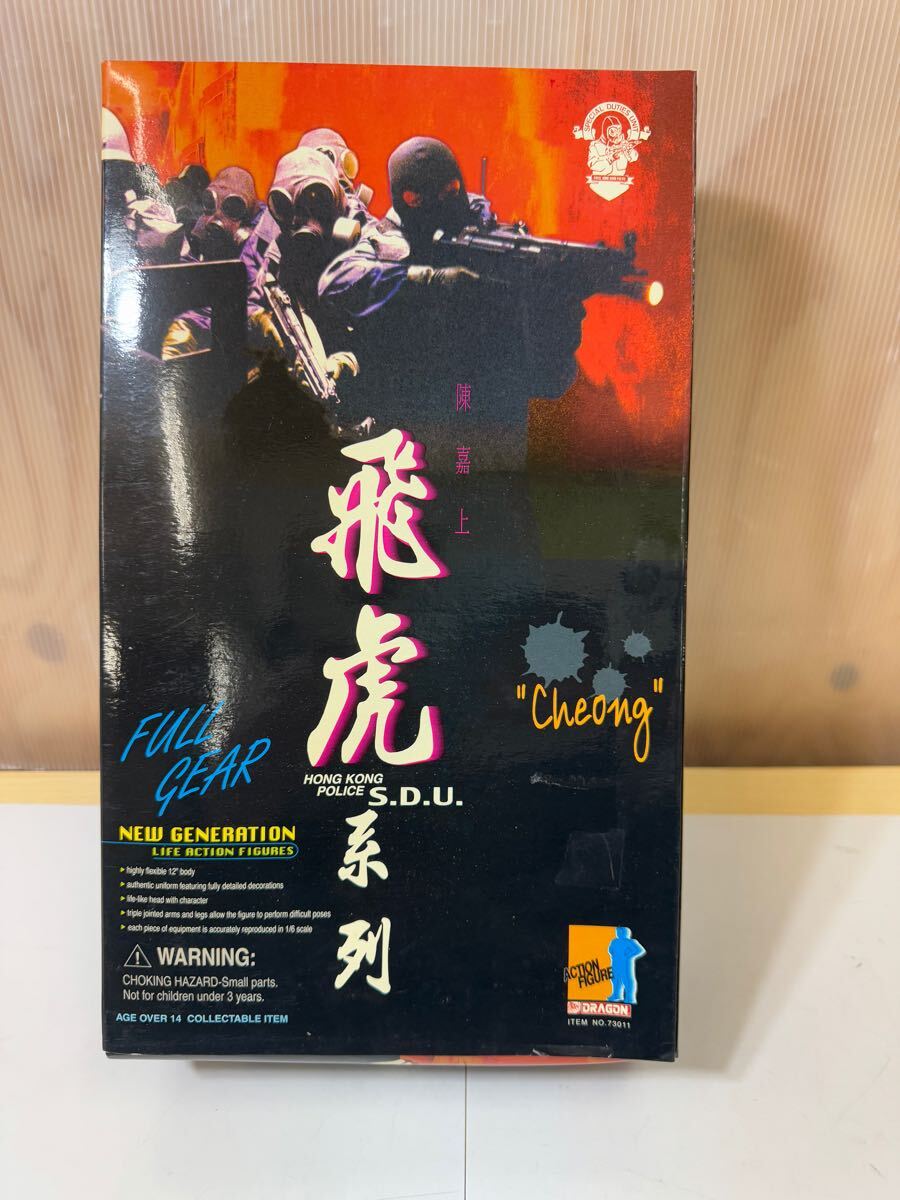 SPECIAL DUTIES UNIT
陳嘉上
飛虎
"Cheong"
FULL
GEAR
HONG KONG
POLICE S.D.U.
系列
NEW GENERATION
LIFE ACTION FIGURES
highly flexible 12" body
authentic uniform featuring fully detailed decorations
life-like head with character
triple jointed arms and legs allow the figure to perform difficult poses
each piece of equipment is accurately reproduced in 1/6 scale
WARNING:
CHOKING HAZARD-Small parts.
Not for children under 3 years.
AGE OVER 14 COLLECTABLE ITEM
ACTION
FIGURE
DRAGON
ITEM NO.73011